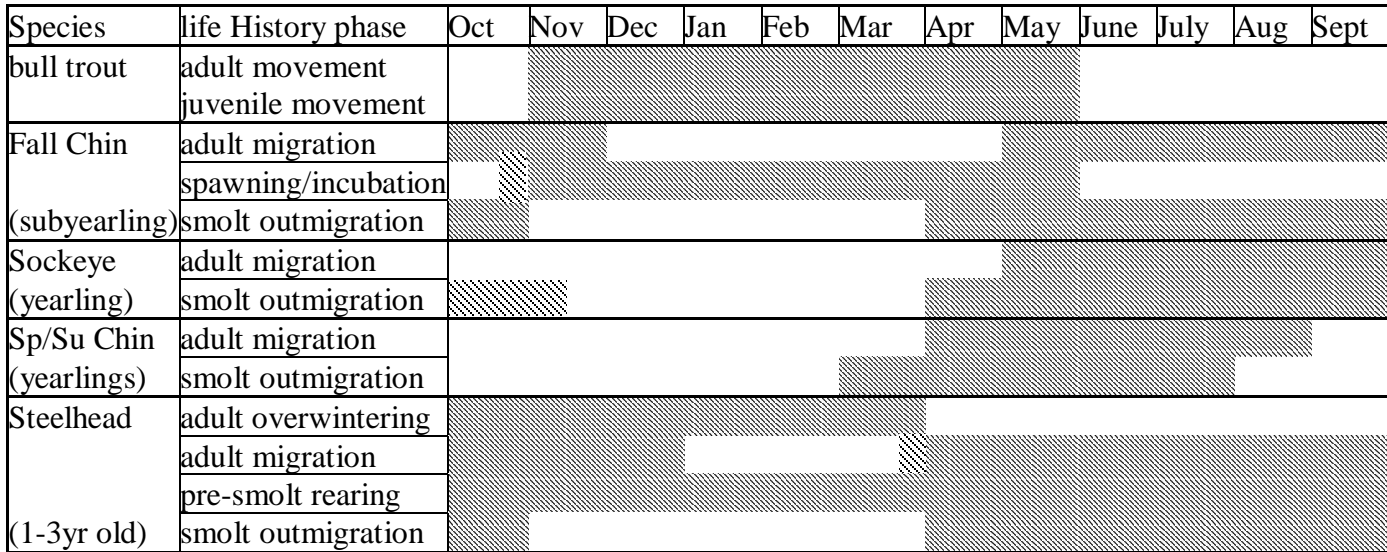 Species life History phase Oct Nov Dec Jan Feb Mar Apr May June July Aug Sept
bull trout adult movement
juvenile movement
Fall Chin adult migration
spawning/incubation
(subyearling) smolt outmigration
Sockeye adult migration
(yearling) smolt outmigration
Sp/Su Chin adult migration
(yearlings) smolt outmigration
Steelhead adult overwintering
adult migration
pre-smolt rearing
(1-3yr old) smolt outmigration